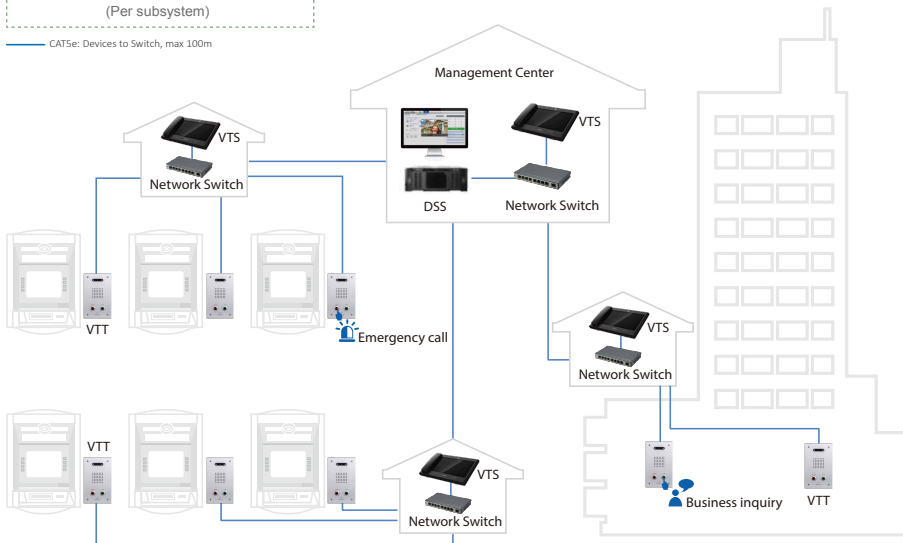 (Per subsystem)
CAT5e: Devices to Switch, max 100m
Management Center
VTS
DSS
Network Switch
VTS
Network Switch
VTT
Emergency call
VTS
Network Switch
VTT
VTS
Network Switch
Business inquiry
VTT